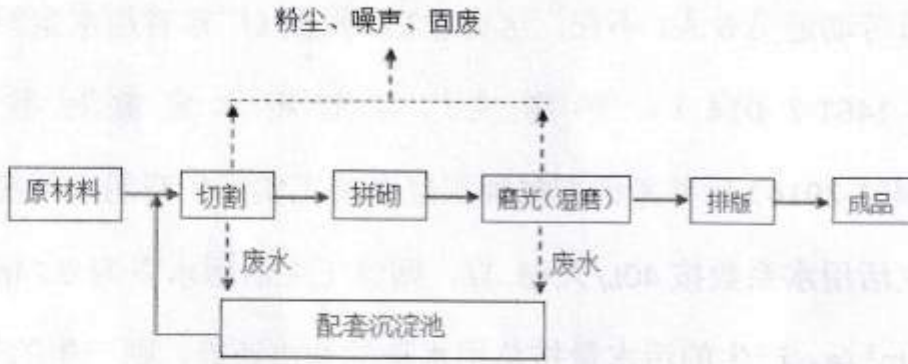 粉尘、噪声、固废
原材料
切割
拼砌
磨光(湿磨)
排版
成品
废水
废水
配套沉淀池